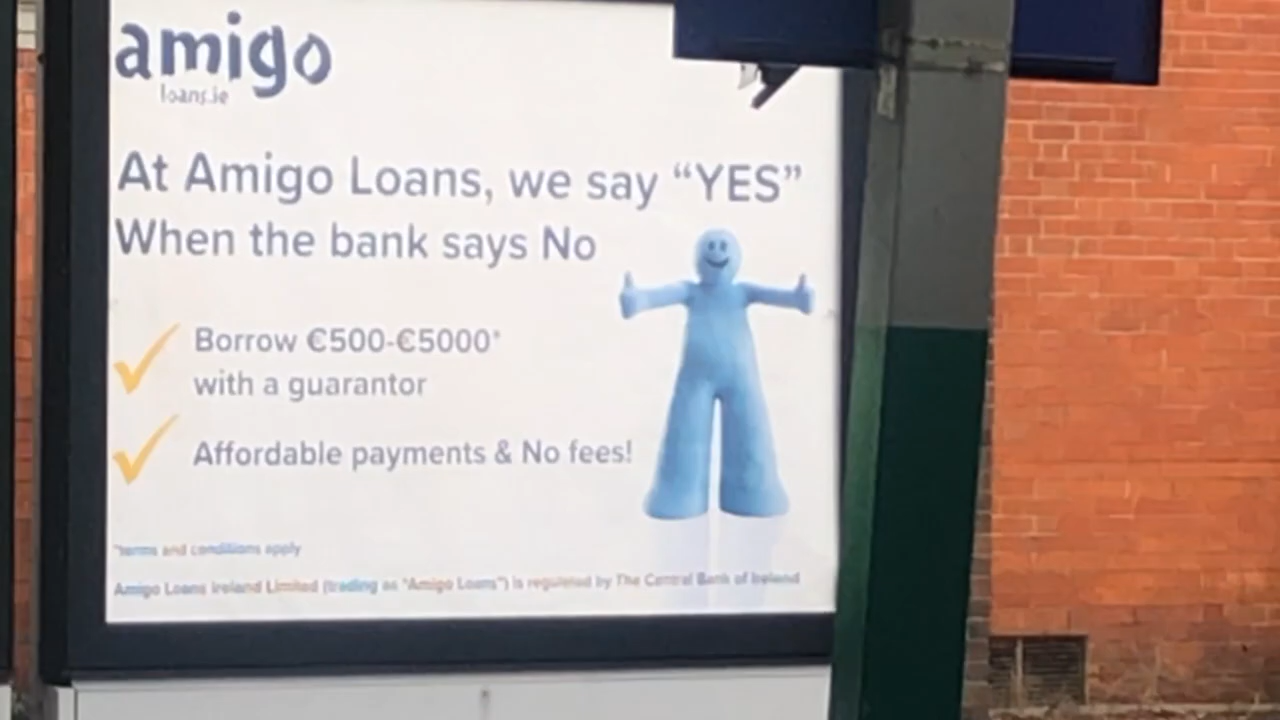 amigo
loans.ie
At Amigo Loans, we say “YES”
When the bank says No
Borrow €500-€5000*
with a guarantor
Affordable payments & No fees!
*terms and conditions apply
Amigo Loans Ireland Limited (trading as "Amigo Loans") is regulated by The Central Bank of Ireland